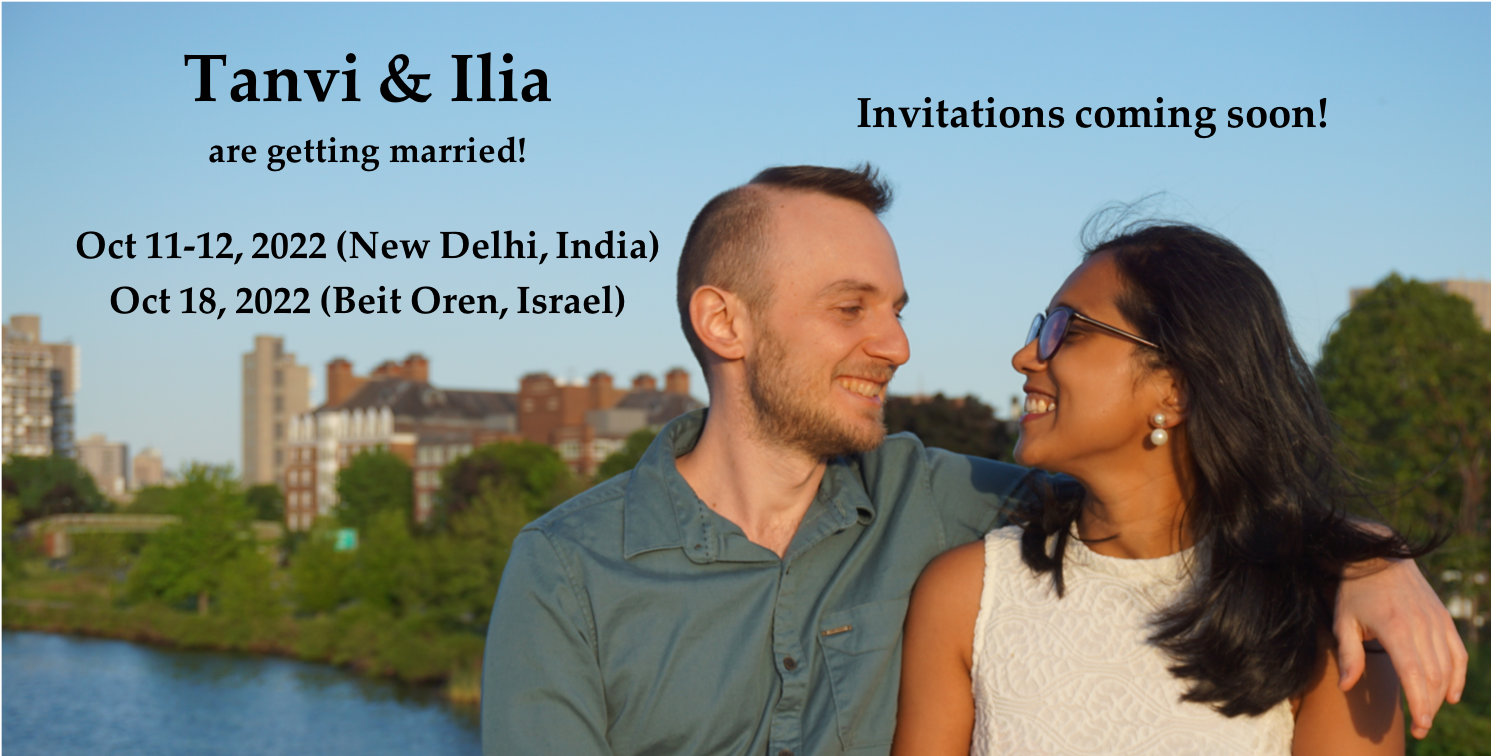 Tanvi & Ilia
are getting married!
Oct 11-12, 2022 (New Delhi, India)
Oct 18, 2022 (Beit Oren, Israel)
Invitations coming soon!